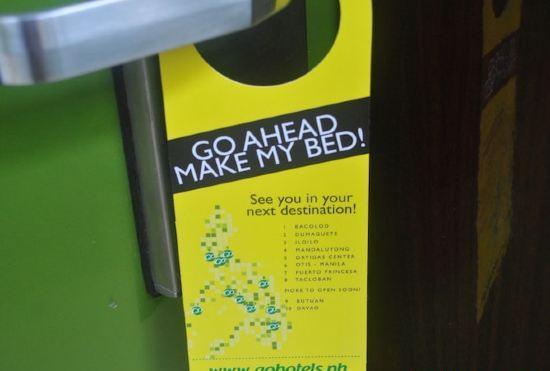 GO AHEAD
MAKE MY BED!
See you in your
next destination!
1 BACOLOD
2 DUMAGUETE
3 ILOILO
4 MANDALUYONG
5 ORTIGAS CENTER
6 OTIS - MANILA
7 PUERTO PRINCESA
8 TACLOBAN
MORE TO OPEN SOON!
9 BUTUAN
10 DAVAO
www.gohotels.ph